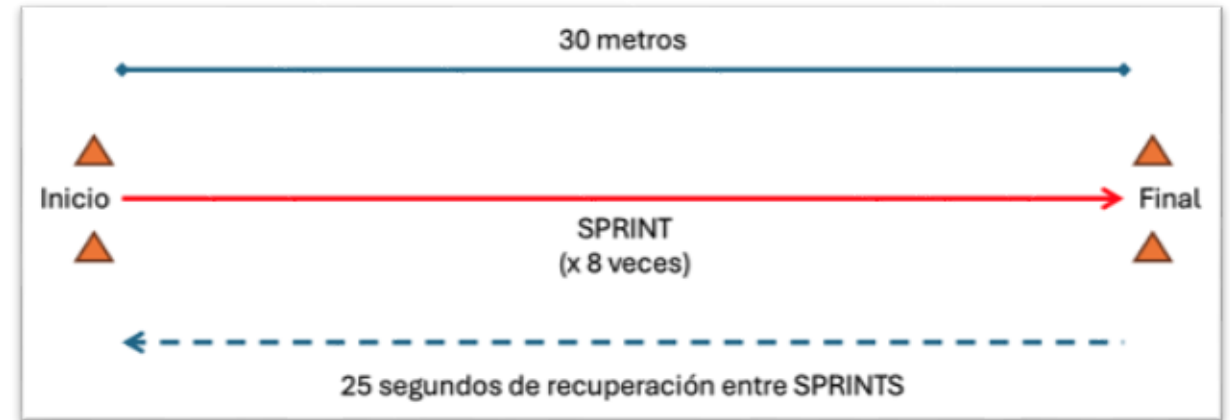 30 metros
Inicio
Final
SPRINT
(x 8 veces)
25 segundos de recuperación entre SPRINTS